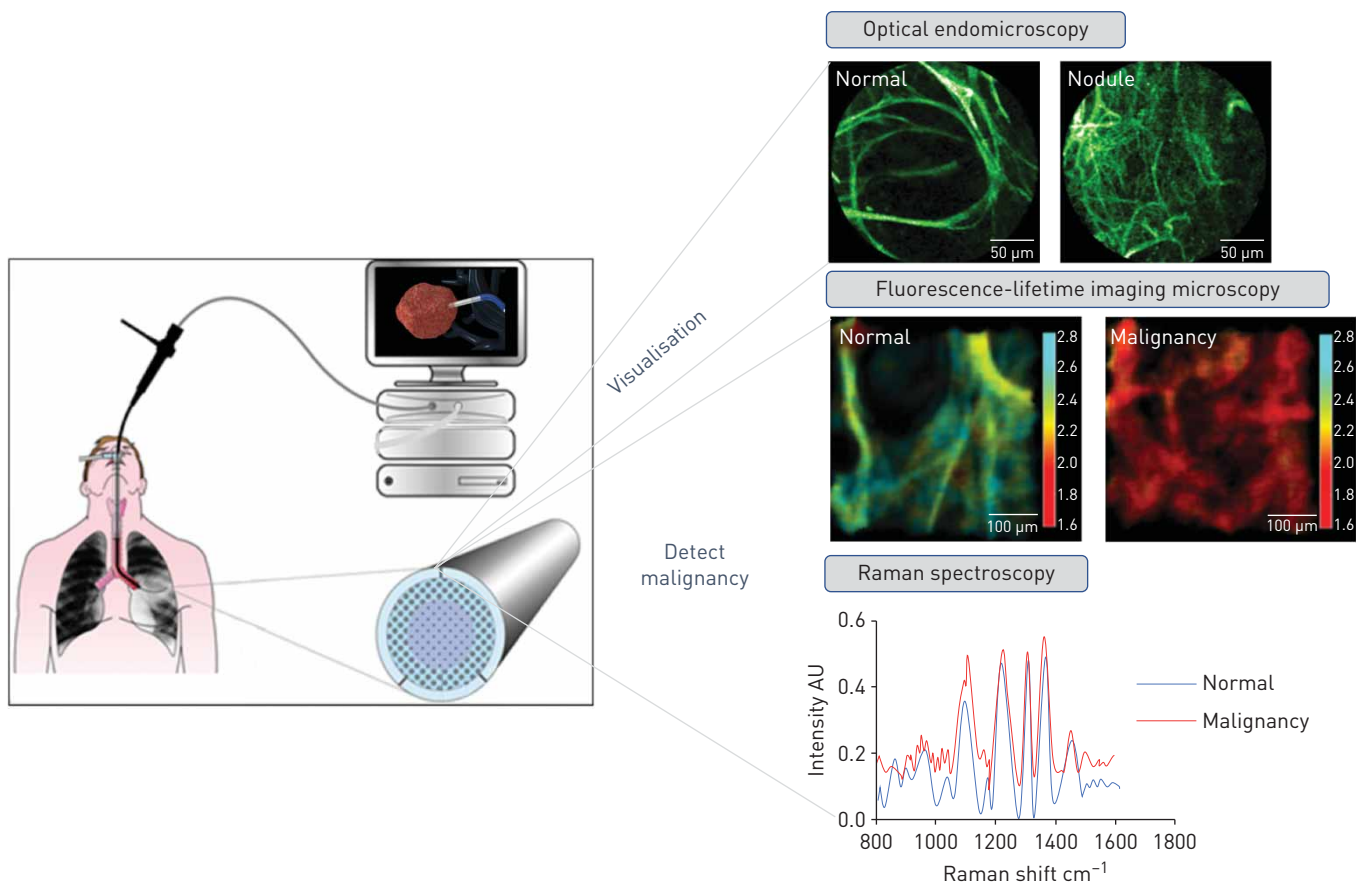 Optical endomicroscopy
Normal
Nodule
50 µm
50 µm
Fluorescence-lifetime imaging microscopy
Normal
2.8
2.6
2.4
2.2
2.0
1.8
1.6
100 µm
Malignancy
2.8
2.6
2.4
2.2
2.0
1.8
1.6
100 µm
Visualisation
Detect
malignancy
Raman spectroscopy
0.6
0.4
0.2
0.0
Intensity AU
800 1000 1200 1400 1600 1800
Raman shift cm⁻¹
Normal
Malignancy